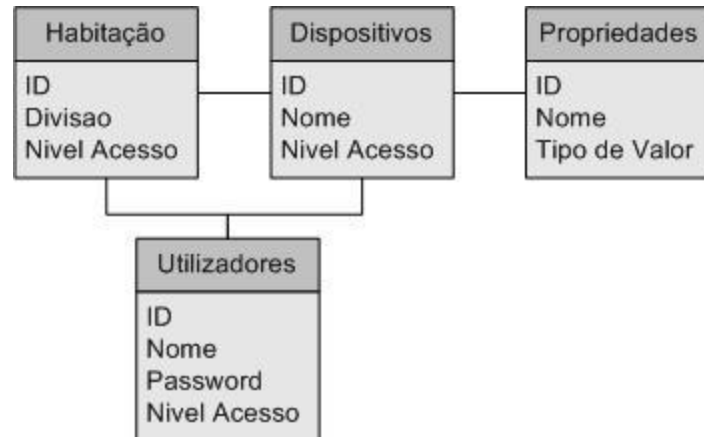 Habitação
ID
Divisao
Nivel Acesso
Dispositivos
ID
Nome
Nivel Acesso
Propriedades
ID
Nome
Tipo de Valor
Utilizadores
ID
Nome
Password
Nivel Acesso